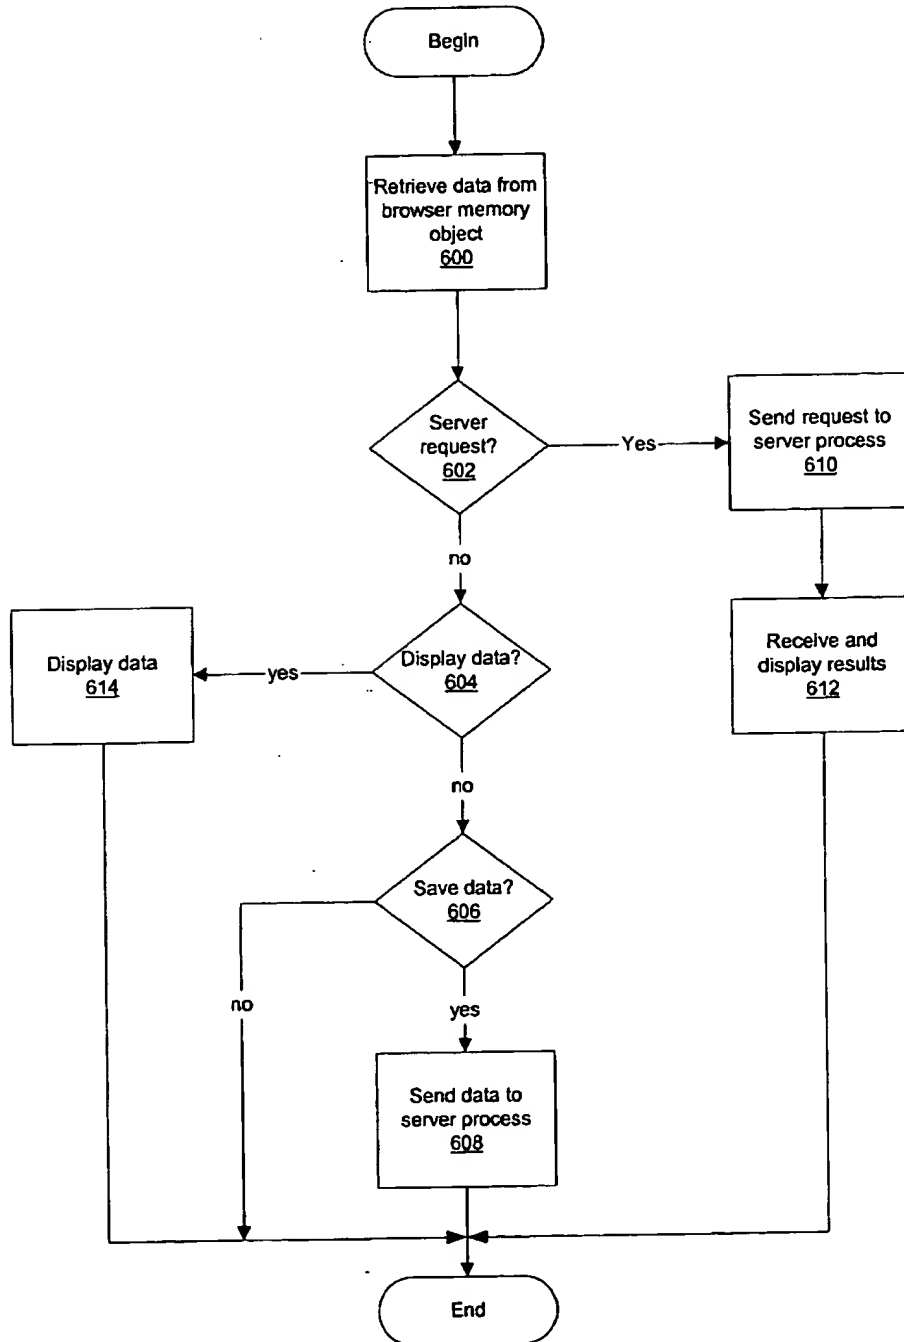 Begin
Retrieve data from
browser memory
object
600
Server
request?
602
Yes
Send request to
server process
610
no
Display data
614
yes
Display data?
604
Receive and
display results
612
no
Save data?
606
no
yes
Send data to
server process
608
End